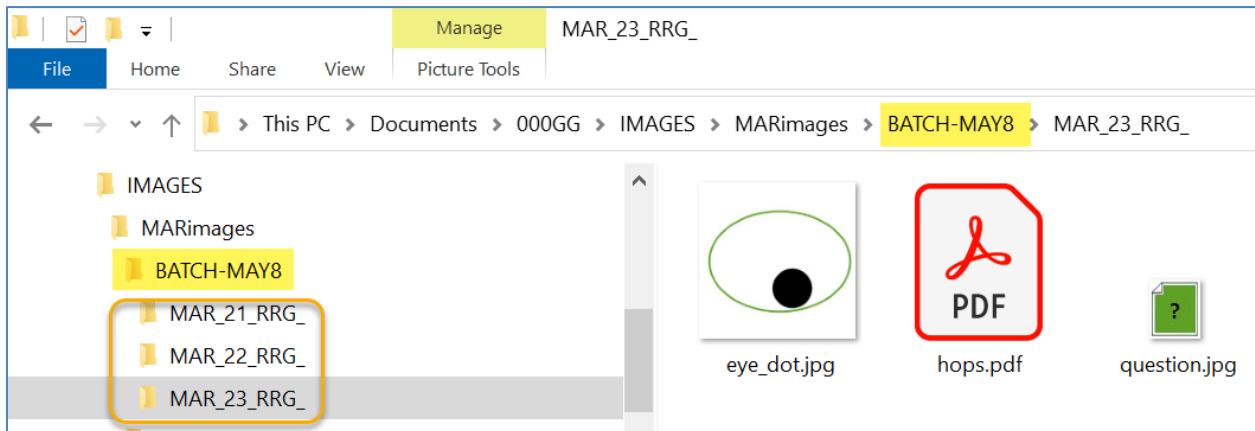 Manage MAR_23_RRG_
File Home Share View Picture Tools
This PC > Documents > 000GG > IMAGES > MARimages > BATCH-MAY8 > MAR_23_RRG_
IMAGES
MARimages
BATCH-MAY8
MAR_21_RRG_
MAR_22_RRG_
MAR_23_RRG_
PDF
?
eye_dot.jpg hops.pdf question.jpg